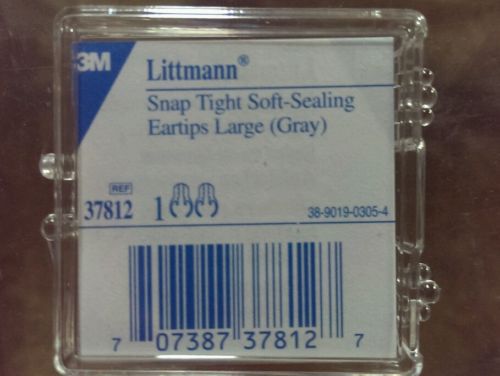 3M
Littmann®
Snap Tight Soft-Sealing
Eartips Large (Gray)
REF
37812 1 38-9019-0305-4
7 07387 37812 7